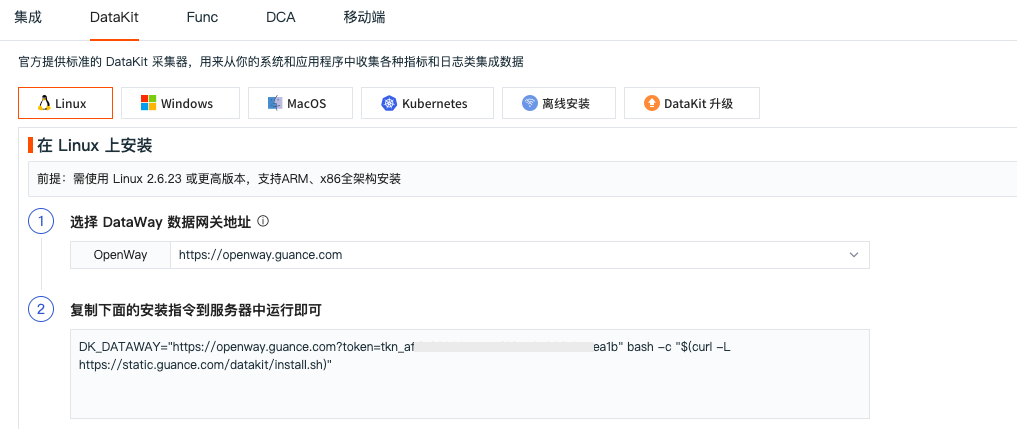 集成 DataKit Func DCA 移动端
官方提供标准的 DataKit 采集器，用来从你的系统和应用程序中收集各种指标和日志类集成数据
Linux Windows MacOS Kubernetes 离线安装 DataKit 升级
在 Linux 上安装
前提：需使用 Linux 2.6.23 或更高版本，支持ARM、x86全架构安装
1 选择 DataWay 数据网关地址
OpenWay https://openway.guance.com
2 复制下面的安装指令到服务器中运行即可
DK_DATAWAY="https://openway.guance.com?token=tkn_af ea1b" bash -c "$(curl -L
https://static.guance.com/datakit/install.sh)"